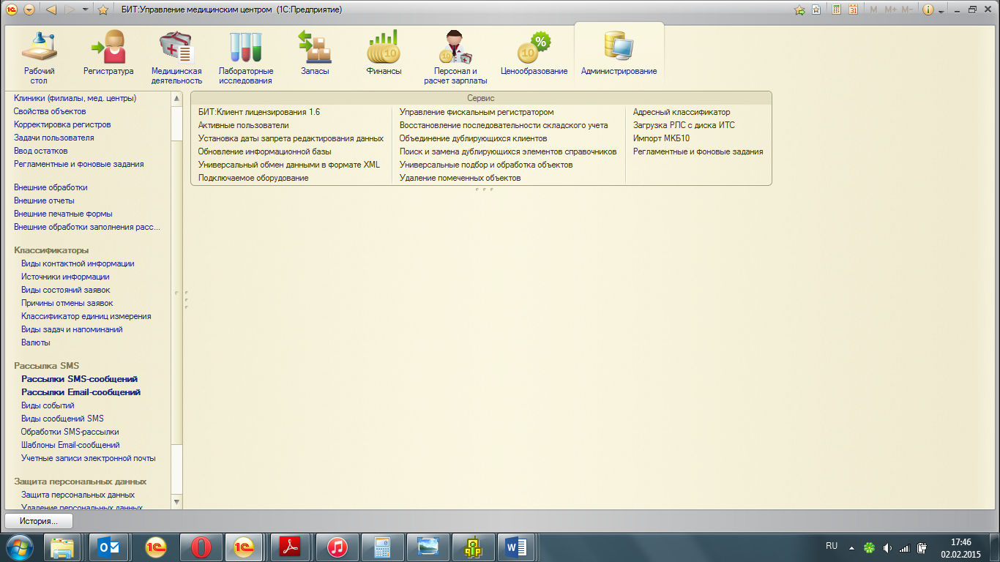 БИТ:Управление медицинским центром (1С:Предприятие)
M M+ M-
Рабочий
стол
Регистратура
Медицинская
деятельность
Лабораторные
исследования
Запасы
Финансы
Персонал и
расчет зарплаты
Ценообразование
Администрирование
Клиники (филиалы, мед. центры)
Свойства объектов
Корректировка регистров
Задачи пользователя
Ввод остатков
Регламентные и фоновые задания
Внешние обработки
Внешние отчеты
Внешние печатные формы
Внешние обработки заполнения расс...
Классификаторы
Виды контактной информации
Источники информации
Виды состояний заявок
Причины отмены заявок
Классификатор единиц измерения
Виды задач и напоминаний
Валюты
Рассылка SMS
Рассылки SMS-сообщений
Рассылки Email-сообщений
Виды событий
Виды сообщений SMS
Обработки SMS-рассылки
Шаблоны Email-сообщений
Учетные записи электронной почты
Защита персональных данных
Защита персональных данных
Удаление персональных данных
Сервис
БИТ:Клиент лицензирования 1.6
Активные пользователи
Установка даты запрета редактирования данных
Обновление информационной базы
Универсальный обмен данными в формате XML
Подключаемое оборудование
Управление фискальным регистратором
Восстановление последовательности складского учета
Объединение дублирующихся клиентов
Поиск и замена дублирующихся элементов справочников
Универсальные подбор и обработка объектов
Удаление помеченных объектов
Адресный классификатор
Загрузка РЛС с диска ИТС
Импорт МКБ10
Регламентные и фоновые задания
История...
RU
17:46
02.02.2015